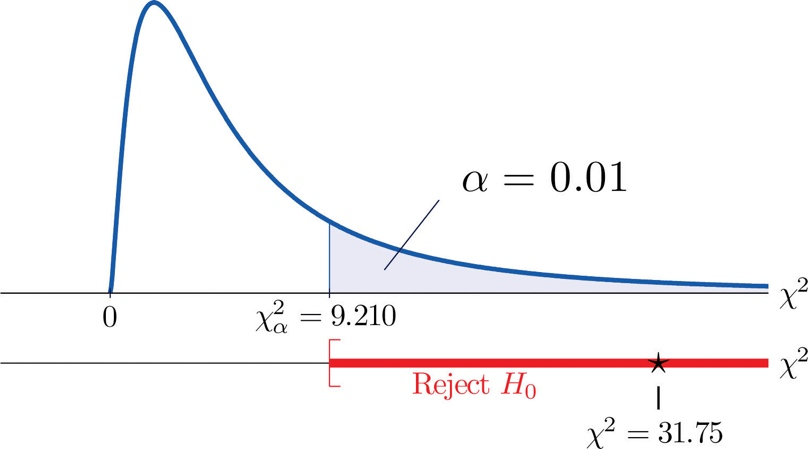 α = 0.01
χ²
0
χ²α = 9.210
χ²
Reject H₀
χ² = 31.75